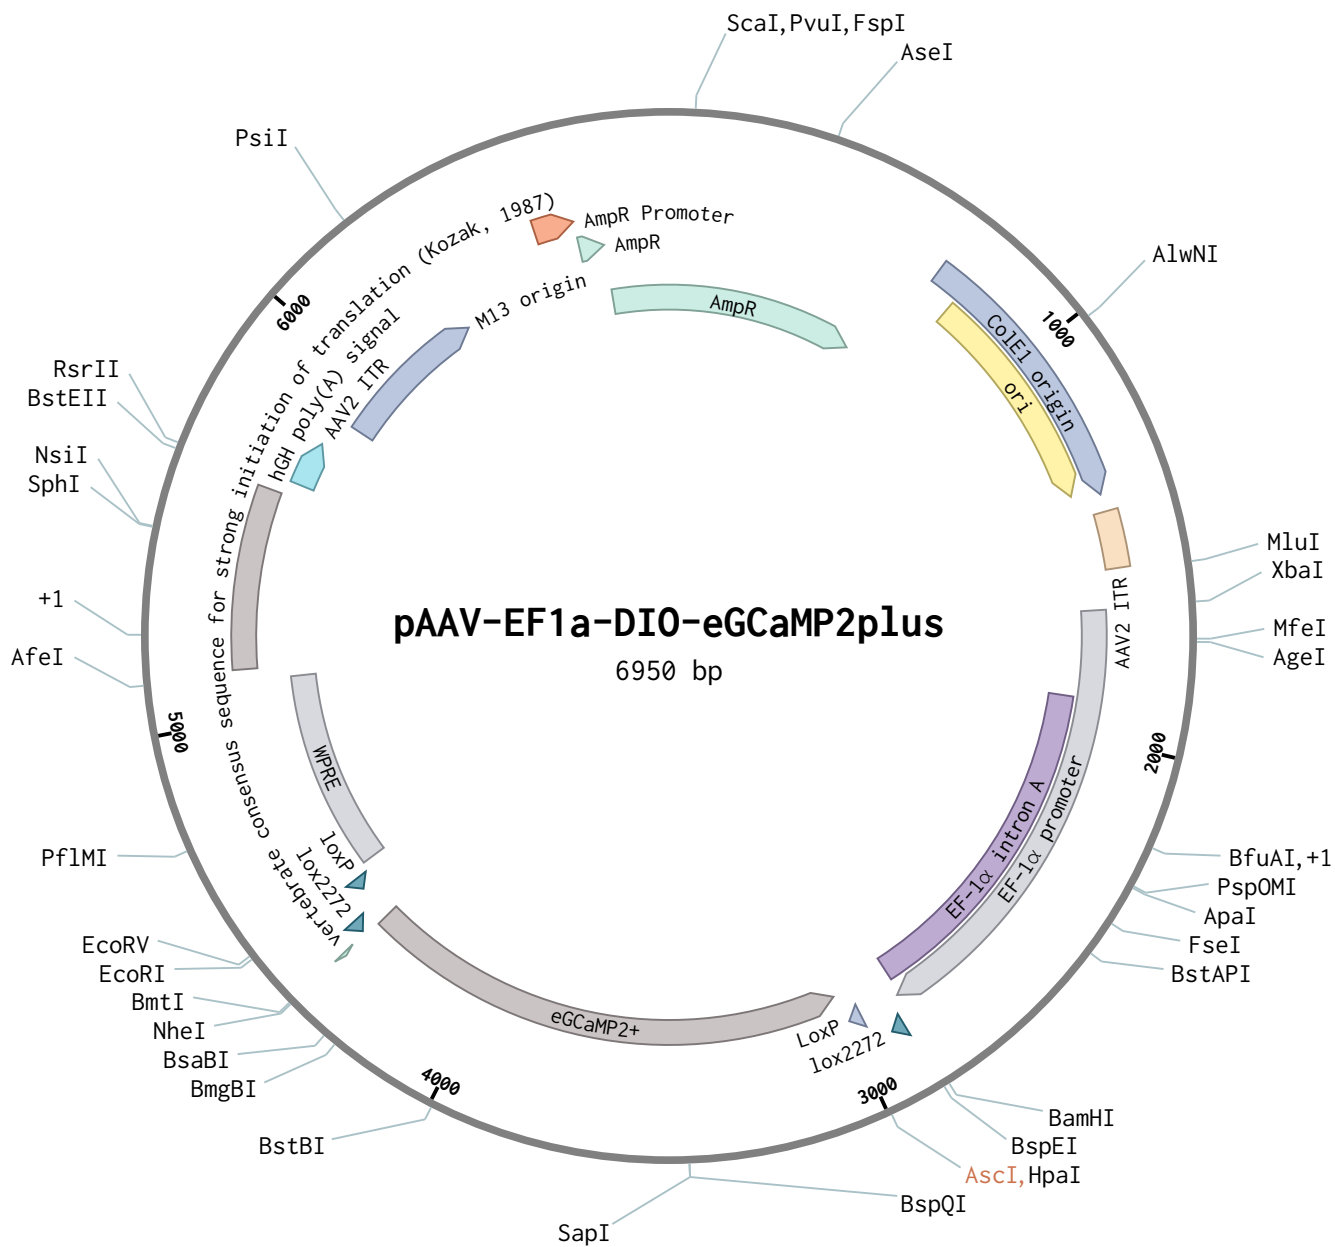 ScaI,PvuI,FspI
AseI
PsiI
AmpR Promoter
AmpR
M13 origin
AmpR
AlwNI
1000
6000
ColE1 origin
ori
vertebrate consensus sequence for strong initiation of translation (Kozak, 1987)
hGH poly(A) signal
AAV2 ITR
RsrII
BstEII
NsiI
SphI
MluI
XbaI
AAV2 ITR
+1
MfeI
AfeI
AgeI
pAAV-EF1a-DIO-eGCaMP2plus
6950 bp
5000
2000
WPRE
EF-1α intron A
EF-1α promoter
loxP
lox2272
PflMI
BfuAI,+1
PspOMI
ApaI
FseI
BstAPI
EcoRV
EcoRI
BmtI
NheI
BsaBI
BmgBI
eGCaMP2+
LoxP
lox2272
4000
3000
BstBI
BamHI
BspEI
AscI,HpaI
BspQI
SapI